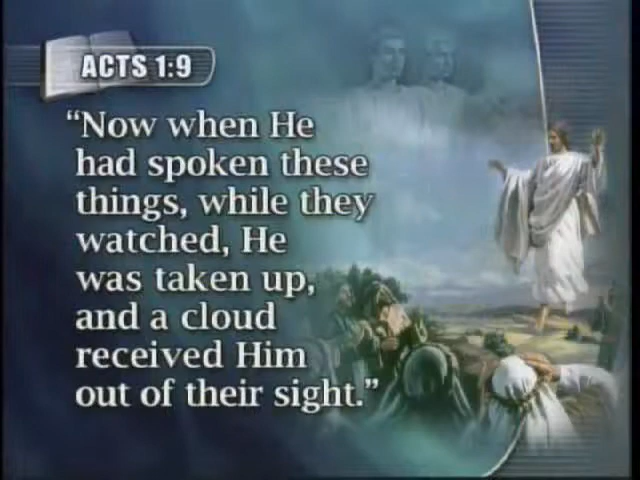 ACTS 1:9
“Now when He
had spoken these
things, while they
watched, He
was taken up,
and a cloud
received Him
out of their sight.”